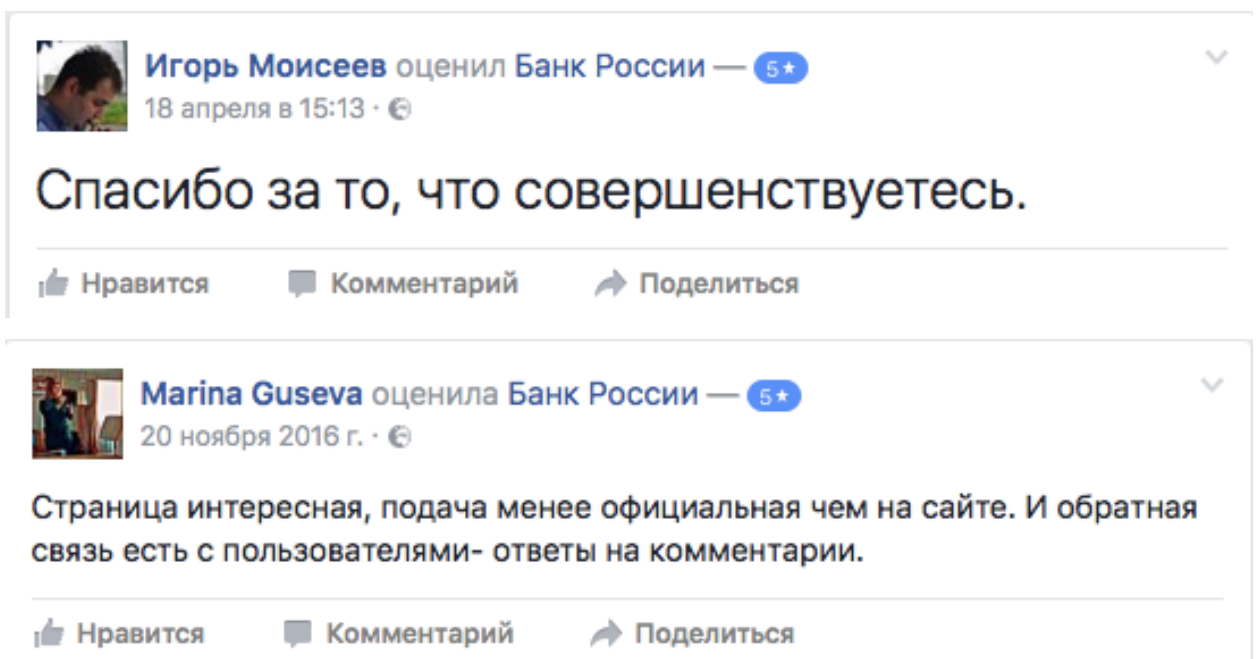 Игорь Моисеев оценил Банк России — 5★
18 апреля в 15:13 ·
Спасибо за то, что совершенствуетесь.
Нравится Комментарий Поделиться
Marina Guseva оценила Банк России — 5★
20 ноября 2016 г. ·
Страница интересная, подача менее официальная чем на сайте. И обратная
связь есть с пользователями- ответы на комментарии.
Нравится Комментарий Поделиться